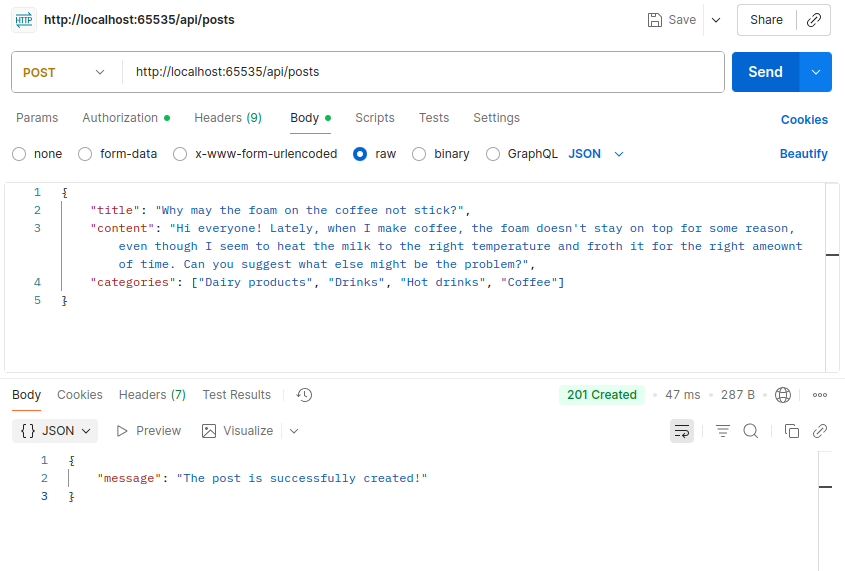 HTTP http://localhost:65535/api/posts Save Share
POST http://localhost:65535/api/posts Send
Params Authorization Headers (9) Body Scripts Tests Settings Cookies
none form-data x-www-form-urlencoded raw binary GraphQL JSON Beautify
1 {
2 "title": "Why may the foam on the coffee not stick?",
3 "content": "Hi everyone! Lately, when I make coffee, the foam doesn't stay on top for some reason,
even though I seem to heat the milk to the right temperature and froth it for the right ameownt
of time. Can you suggest what else might be the problem?",
4 "categories": ["Dairy products", "Drinks", "Hot drinks", "Coffee"]
5 }
Body Cookies Headers (7) Test Results 201 Created 47 ms 287 B
{} JSON Preview Visualize
1 {
2 "message": "The post is successfully created!"
3 }